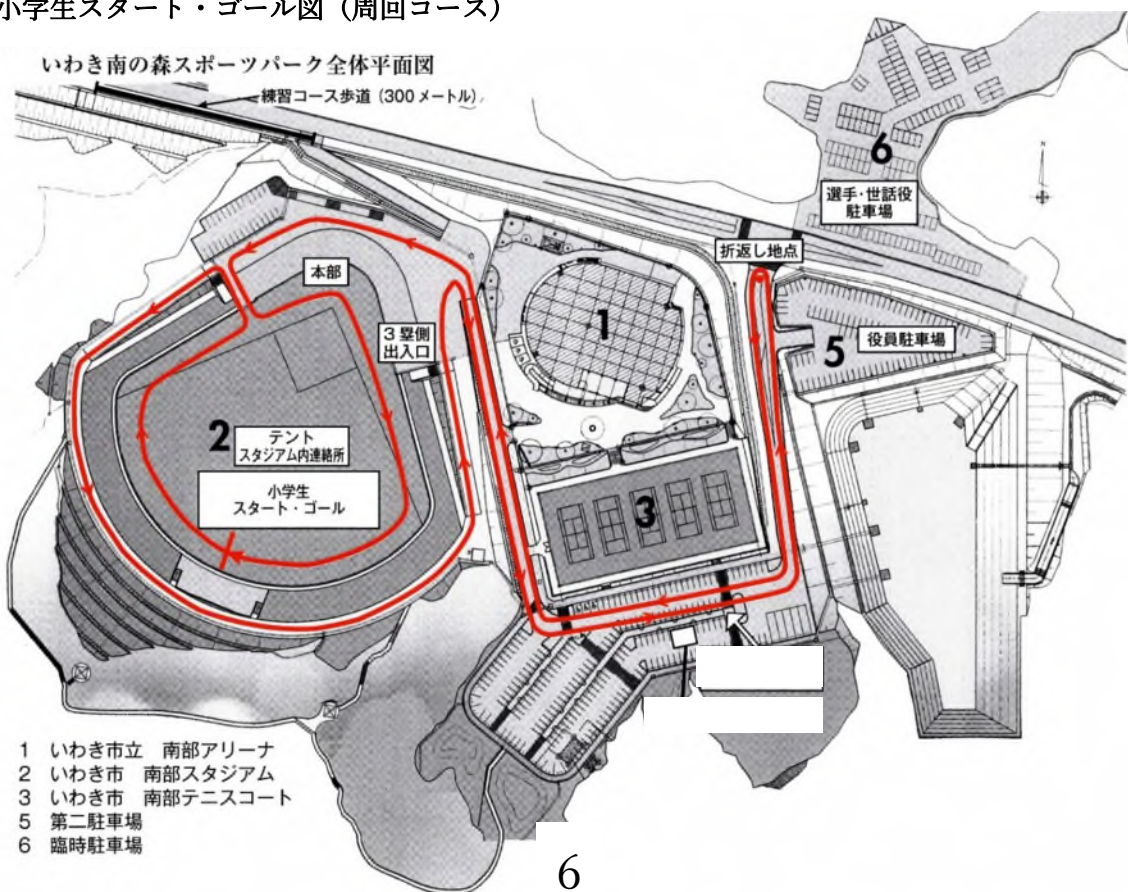 小学生スタート・ゴール図（周回コース）
いわき南の森スポーツパーク全体平面図
練習コース歩道（300メートル）
6
選手・世話役
駐車場
N
折返し地点
本部
1
3塁側
出入口
5
役員駐車場
2
テント
スタジアム内連絡所
小学生
スタート・ゴール
3
1 いわき市立 南部アリーナ
2 いわき市 南部スタジアム
3 いわき市 南部テニスコート
5 第二駐車場
6 臨時駐車場
6